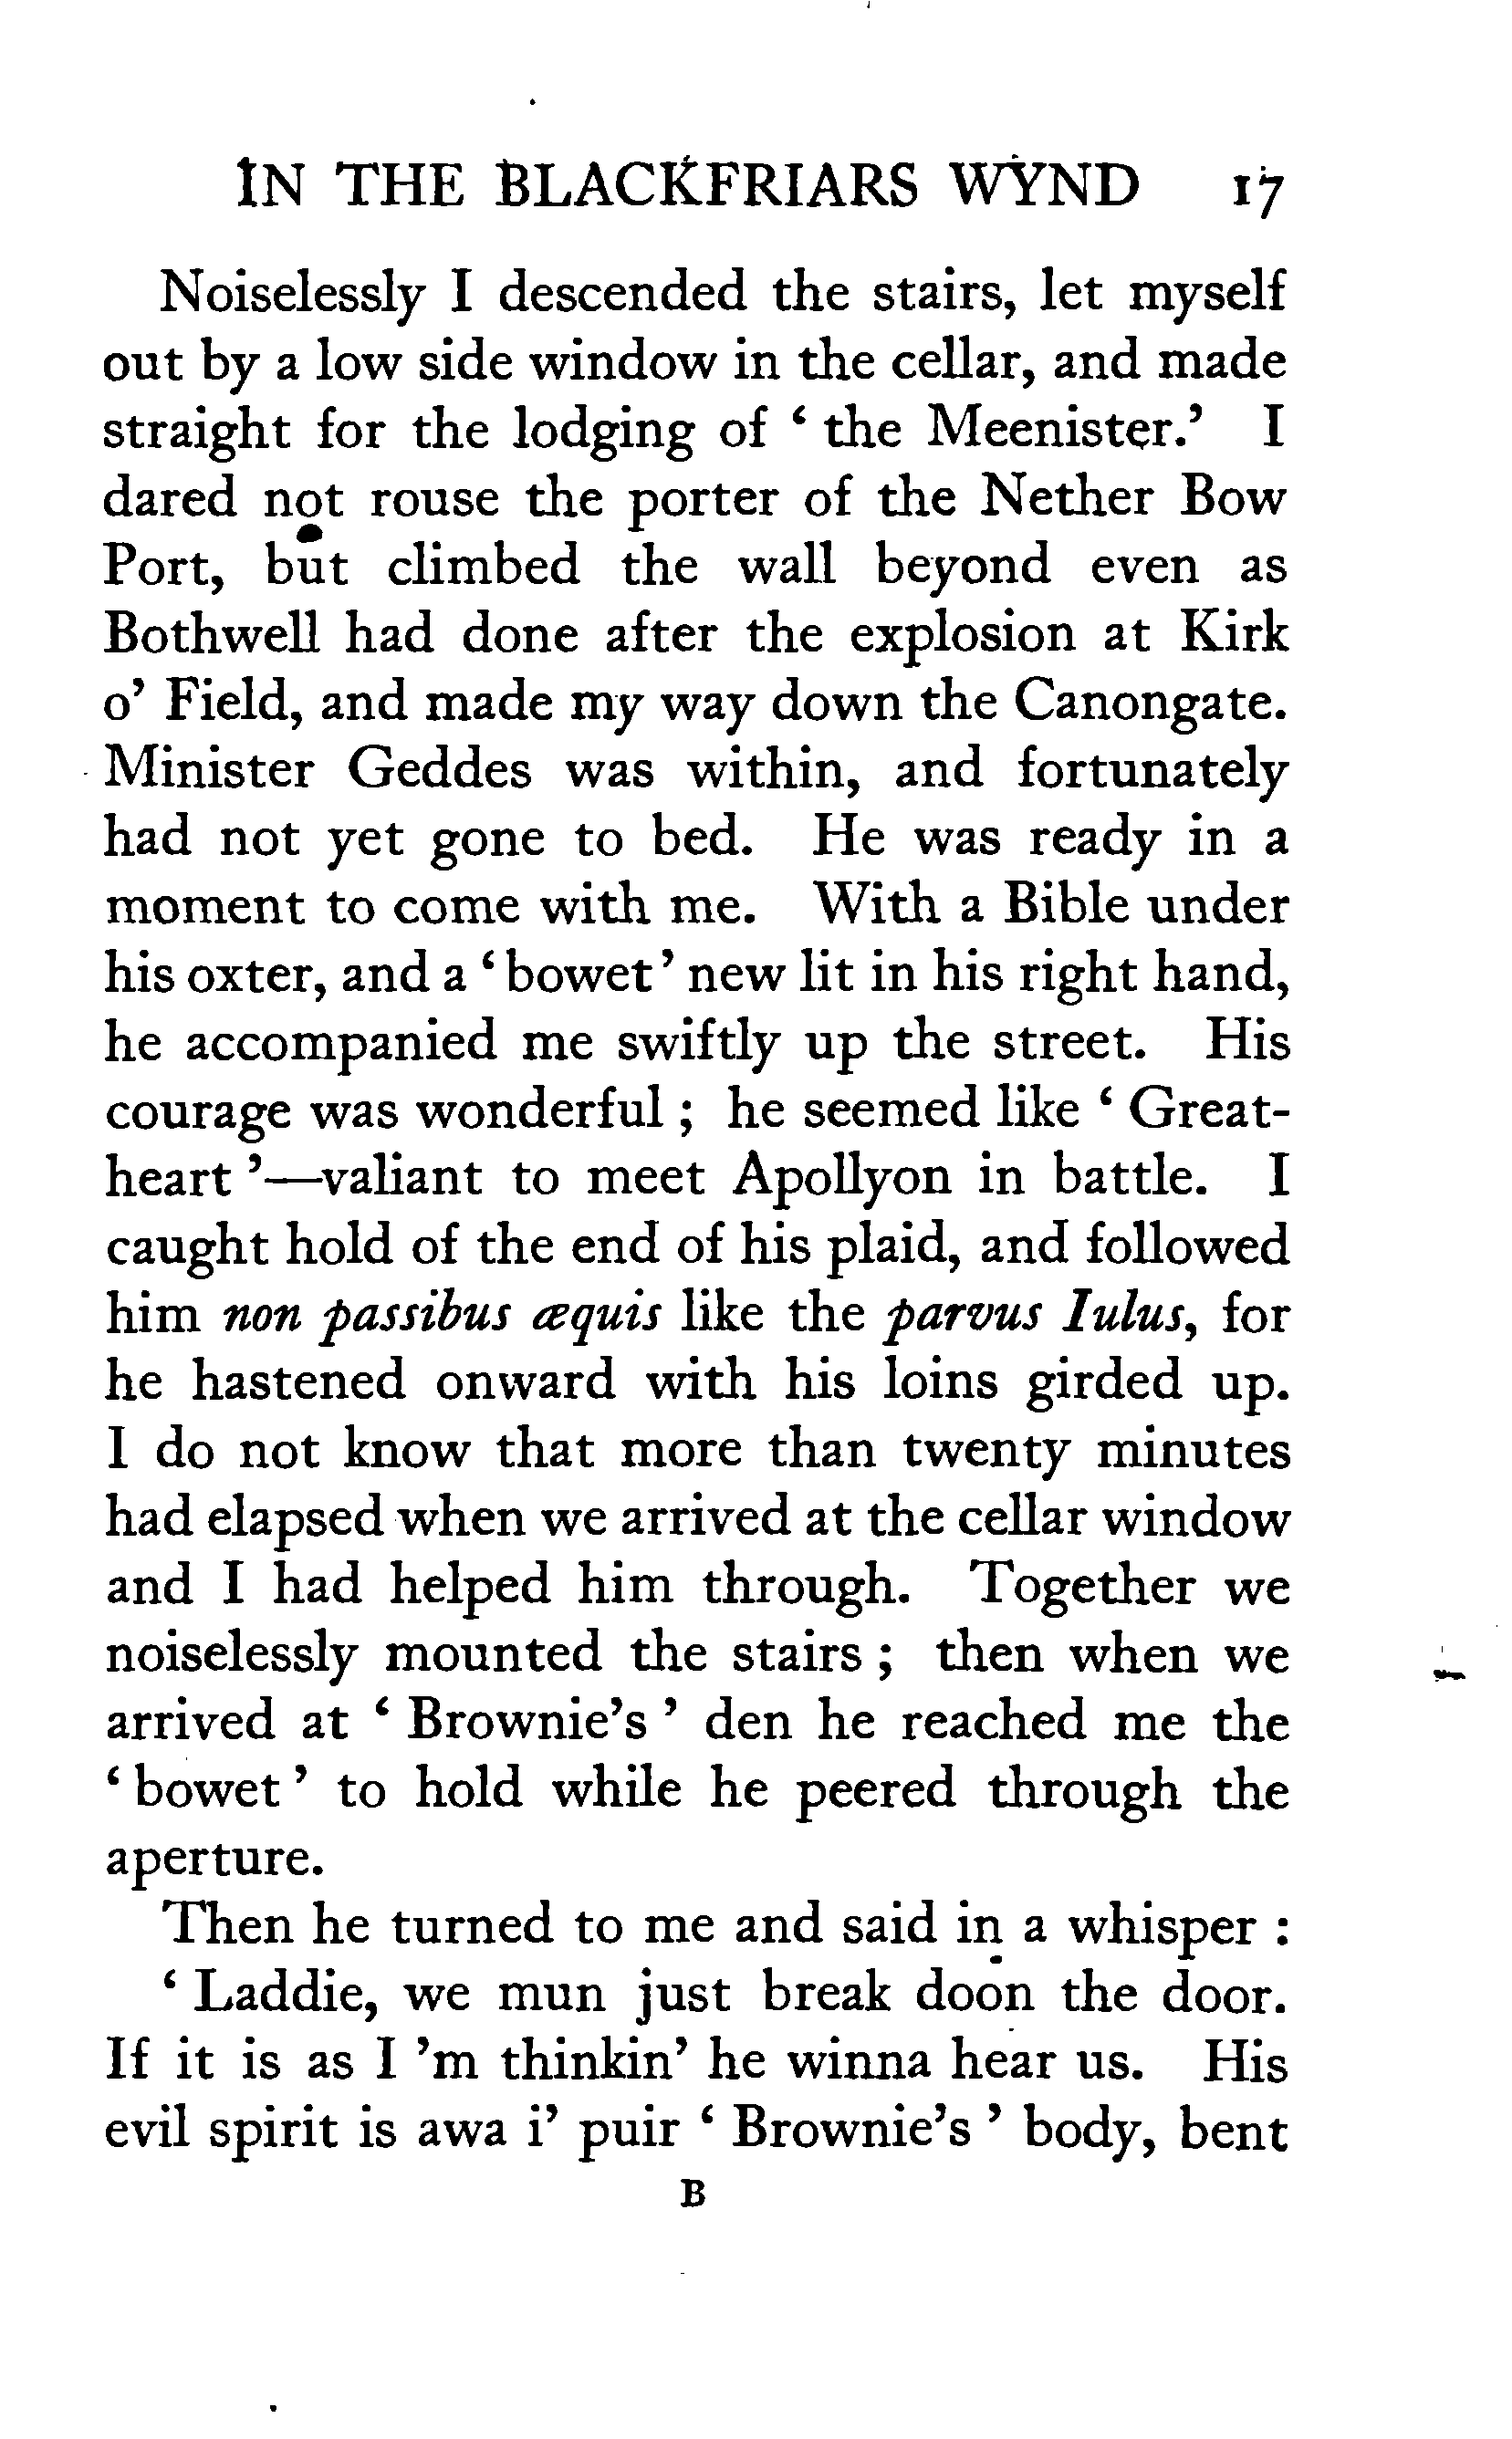 IN THE BLACKFRIARS WYND 17
Noiselessly I descended the stairs, let myself
out by a low side window in the cellar, and made
straight for the lodging of ‘ the Meenister.’ I
dared not rouse the porter of the Nether Bow
Port, but climbed the wall beyond even as
Bothwell had done after the explosion at Kirk
o’ Field, and made my way down the Canongate.
Minister Geddes was within, and fortunately
had not yet gone to bed. He was ready in a
moment to come with me. With a Bible under
his oxter, and a ‘ bowet ’ new lit in his right hand,
he accompanied me swiftly up the street. His
courage was wonderful ; he seemed like ‘ Great-
heart ’—valiant to meet Apollyon in battle. I
caught hold of the end of his plaid, and followed
him non passibus æquis like the parvus Iulus, for
he hastened onward with his loins girded up.
I do not know that more than twenty minutes
had elapsed when we arrived at the cellar window
and I had helped him through. Together we
noiselessly mounted the stairs ; then when we
arrived at ‘ Brownie’s ’ den he reached me the
‘ bowet ’ to hold while he peered through the
aperture.
Then he turned to me and said in a whisper :
‘ Laddie, we mun just break doon the door.
If it is as I ’m thinkin’ he winna hear us. His
evil spirit is awa i’ puir ‘ Brownie’s ’ body, bent
B